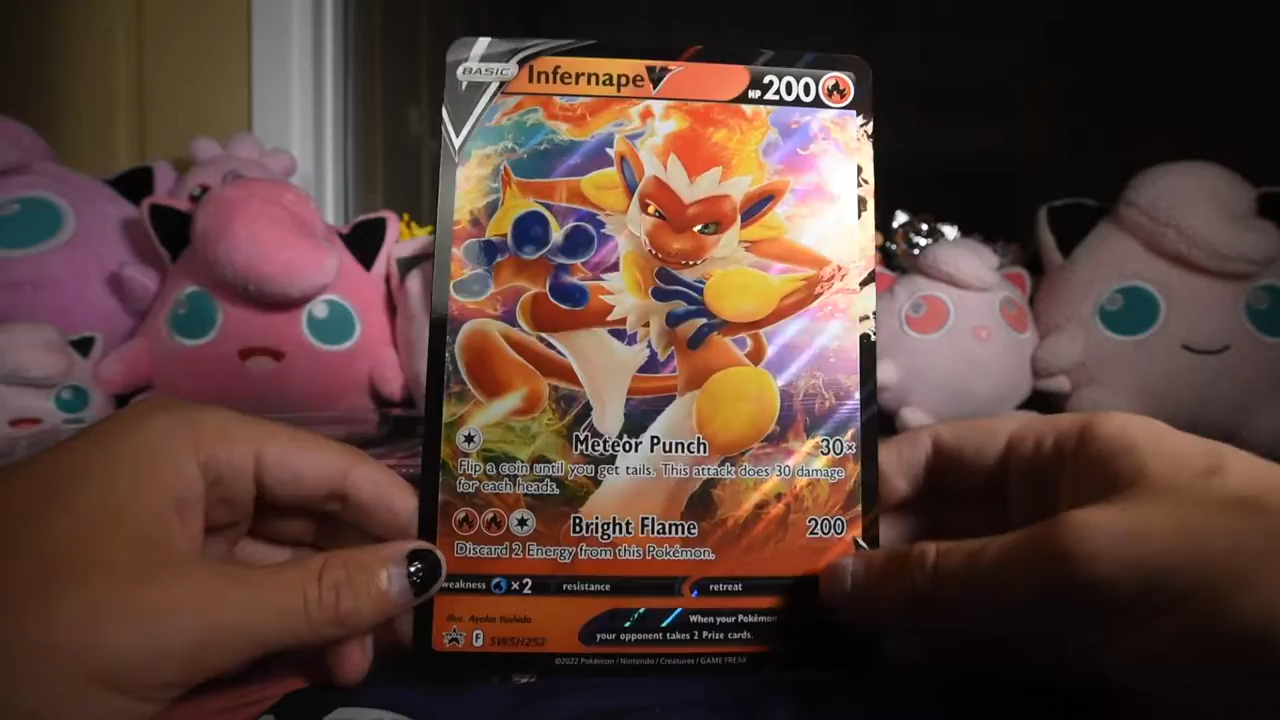 BASIC Infernape V HP 200
Meteor Punch 30×
Flip a coin until you get tails. This attack does 30 damage
for each heads.
Bright Flame 200
Discard 2 Energy from this Pokémon.
weakness ×2 resistance retreat
Illus. Ayaka Yoshida
When your Pokémon
your opponent takes 2 Prize cards.
F SWSH252
©2022 Pokémon / Nintendo / Creatures / GAME FREAK